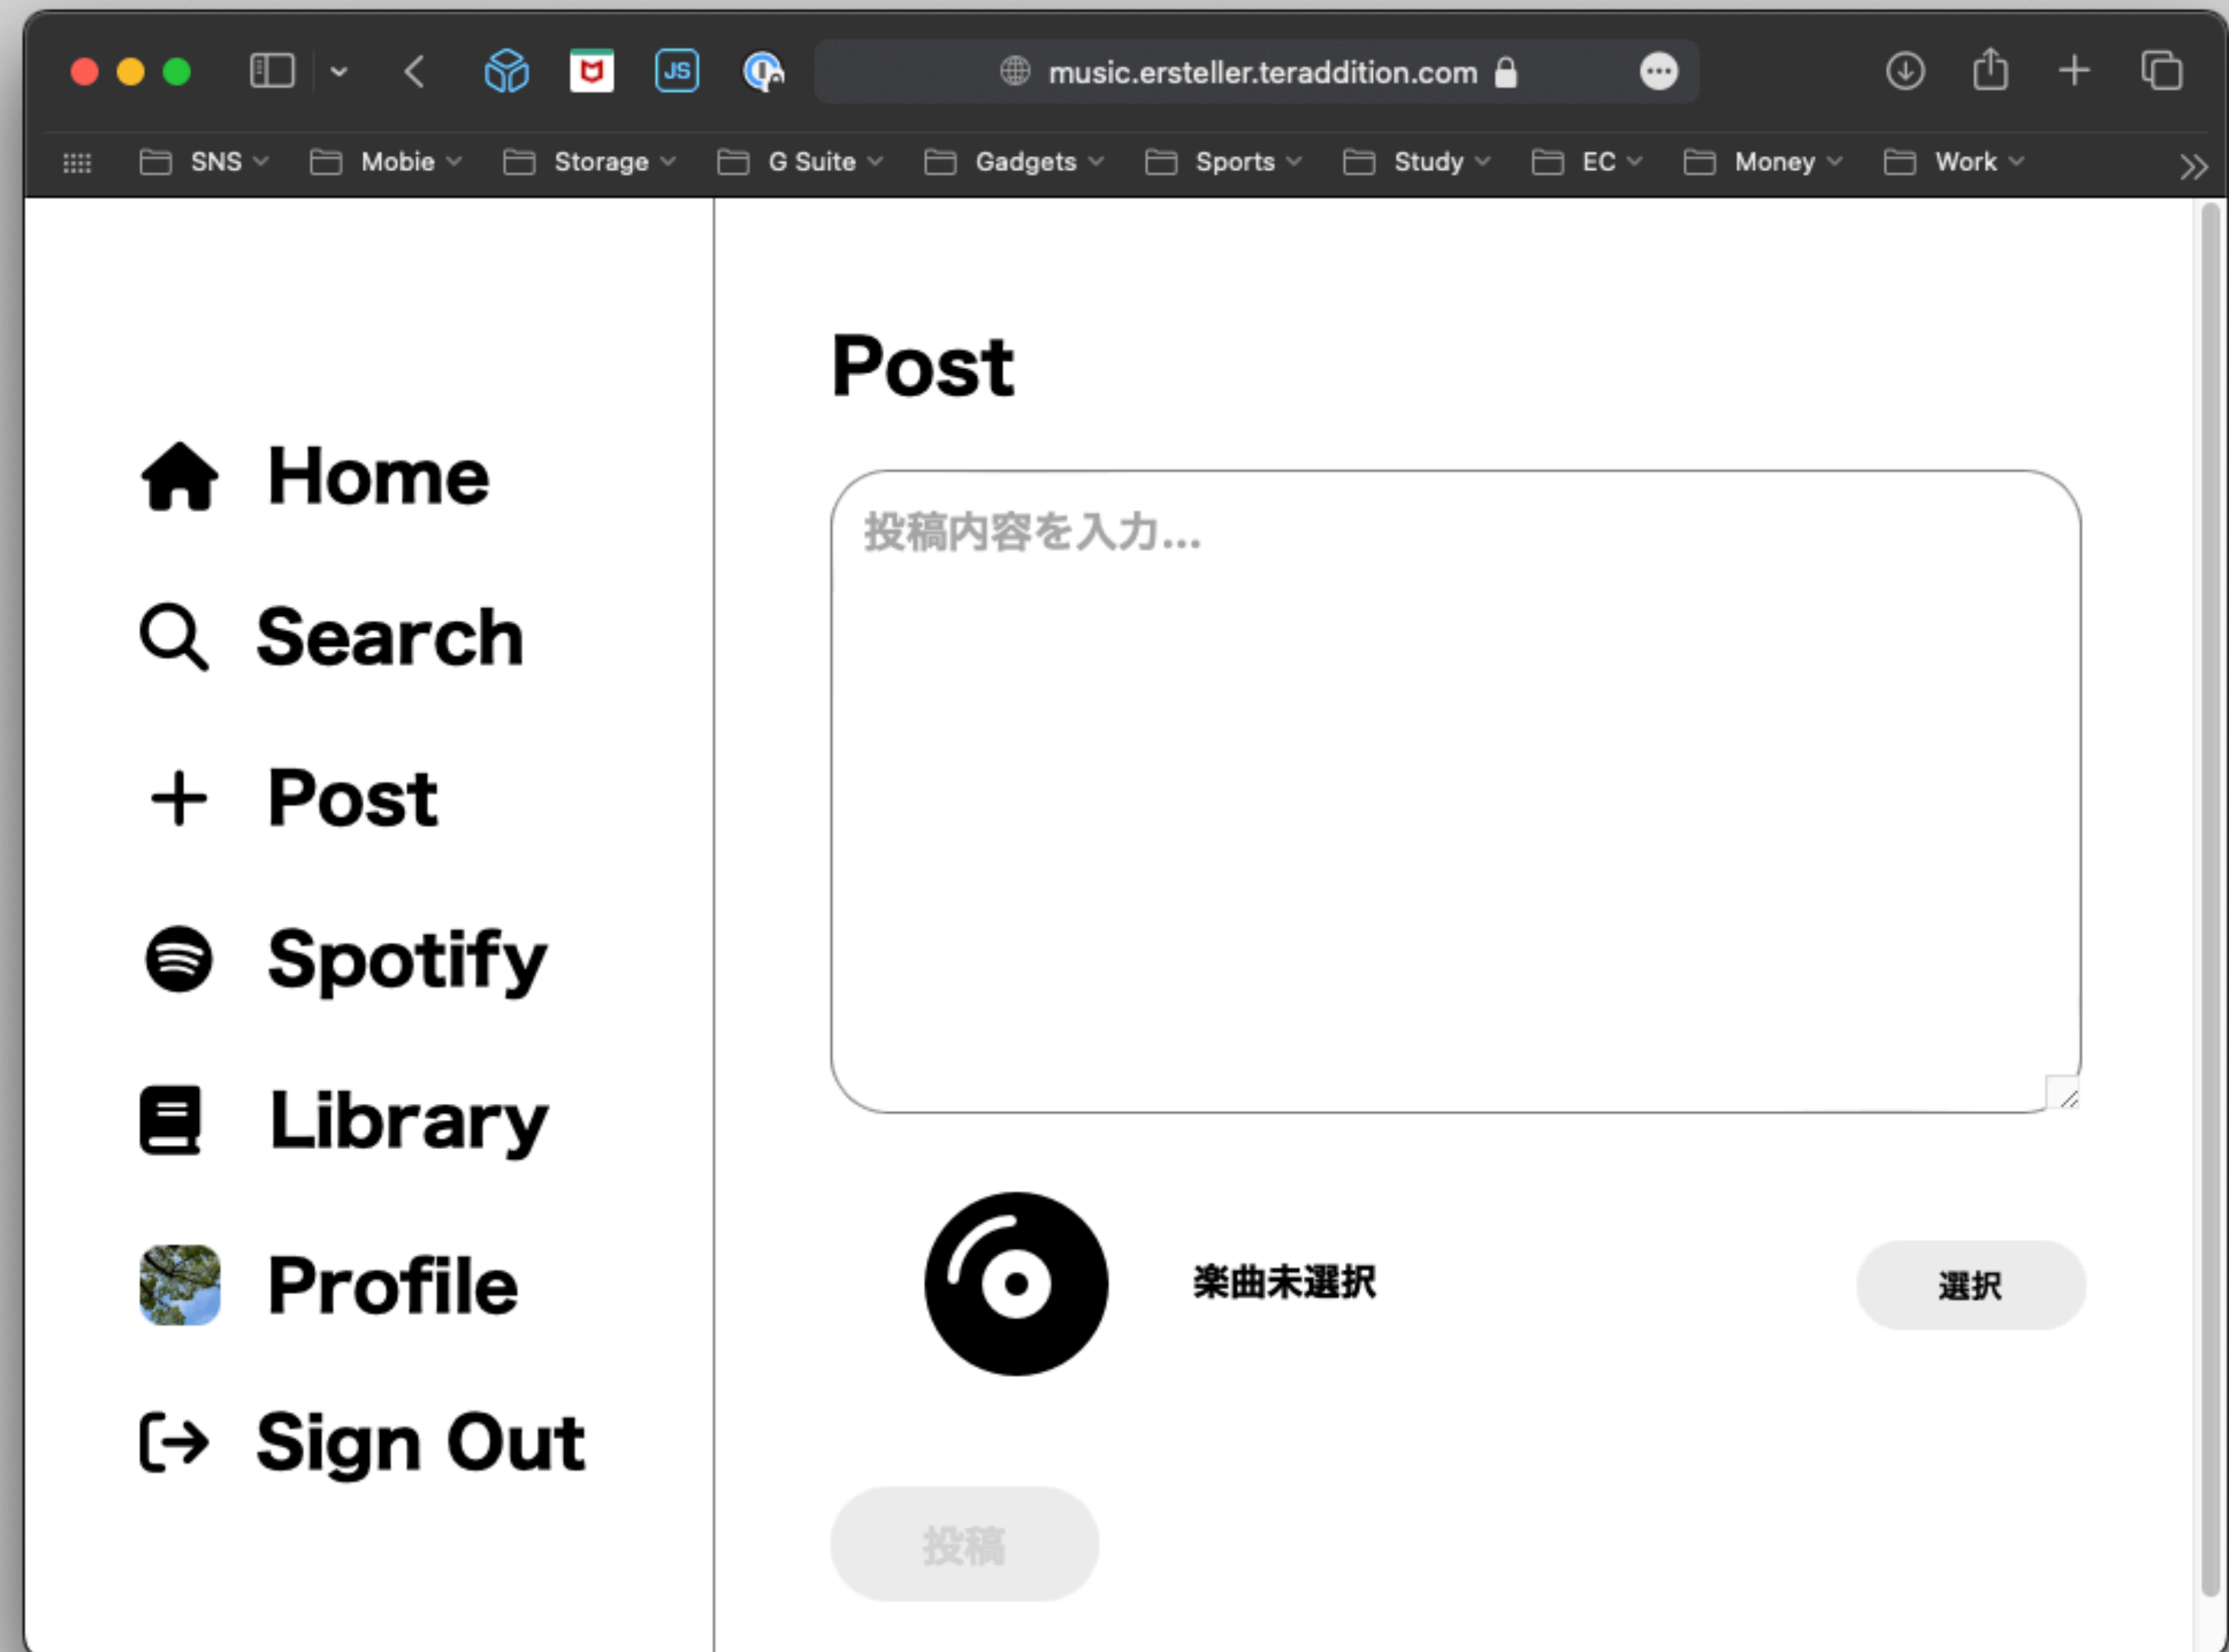 JS
music.ersteller.teraddition.com
SNS Mobie Storage G Suite Gadgets Sports Study EC Money Work
Home
Search
Post
Spotify
Library
Profile
Sign Out
Post
投稿内容を入力...
楽曲未選択
選択
投稿